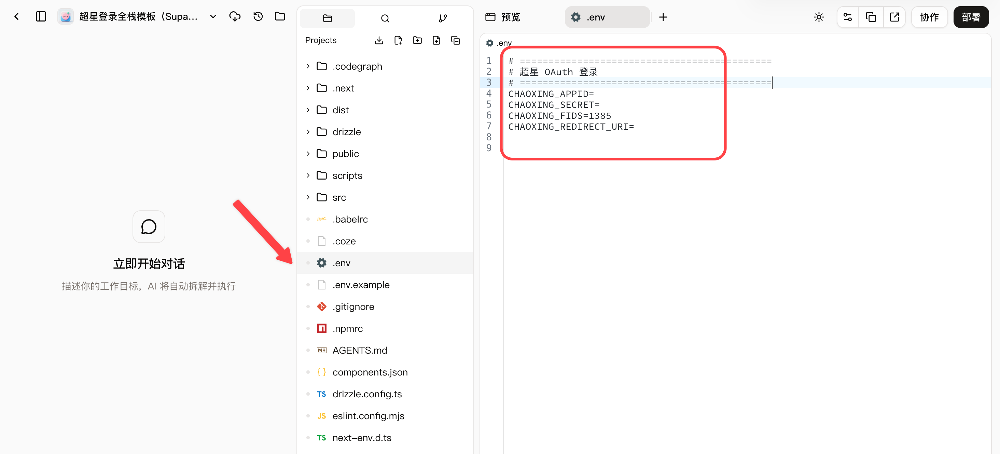 超星登录全栈模板（Supa...
立即开始对话
描述你的工作目标，AI 将自动拆解并执行
Projects
.codegraph
.next
dist
drizzle
public
scripts
src
.babelrc
.coze
.env
.env.example
.gitignore
.npmrc
AGENTS.md
components.json
drizzle.config.ts
eslint.config.mjs
next-env.d.ts
预览
.env
协作
部署
.env
1 # ============================================
2 # 超星 OAuth 登录
3 # ============================================
4 CHAOXING_APPID=
5 CHAOXING_SECRET=
6 CHAOXING_FIDS=1385
7 CHAOXING_REDIRECT_URI=
8
9